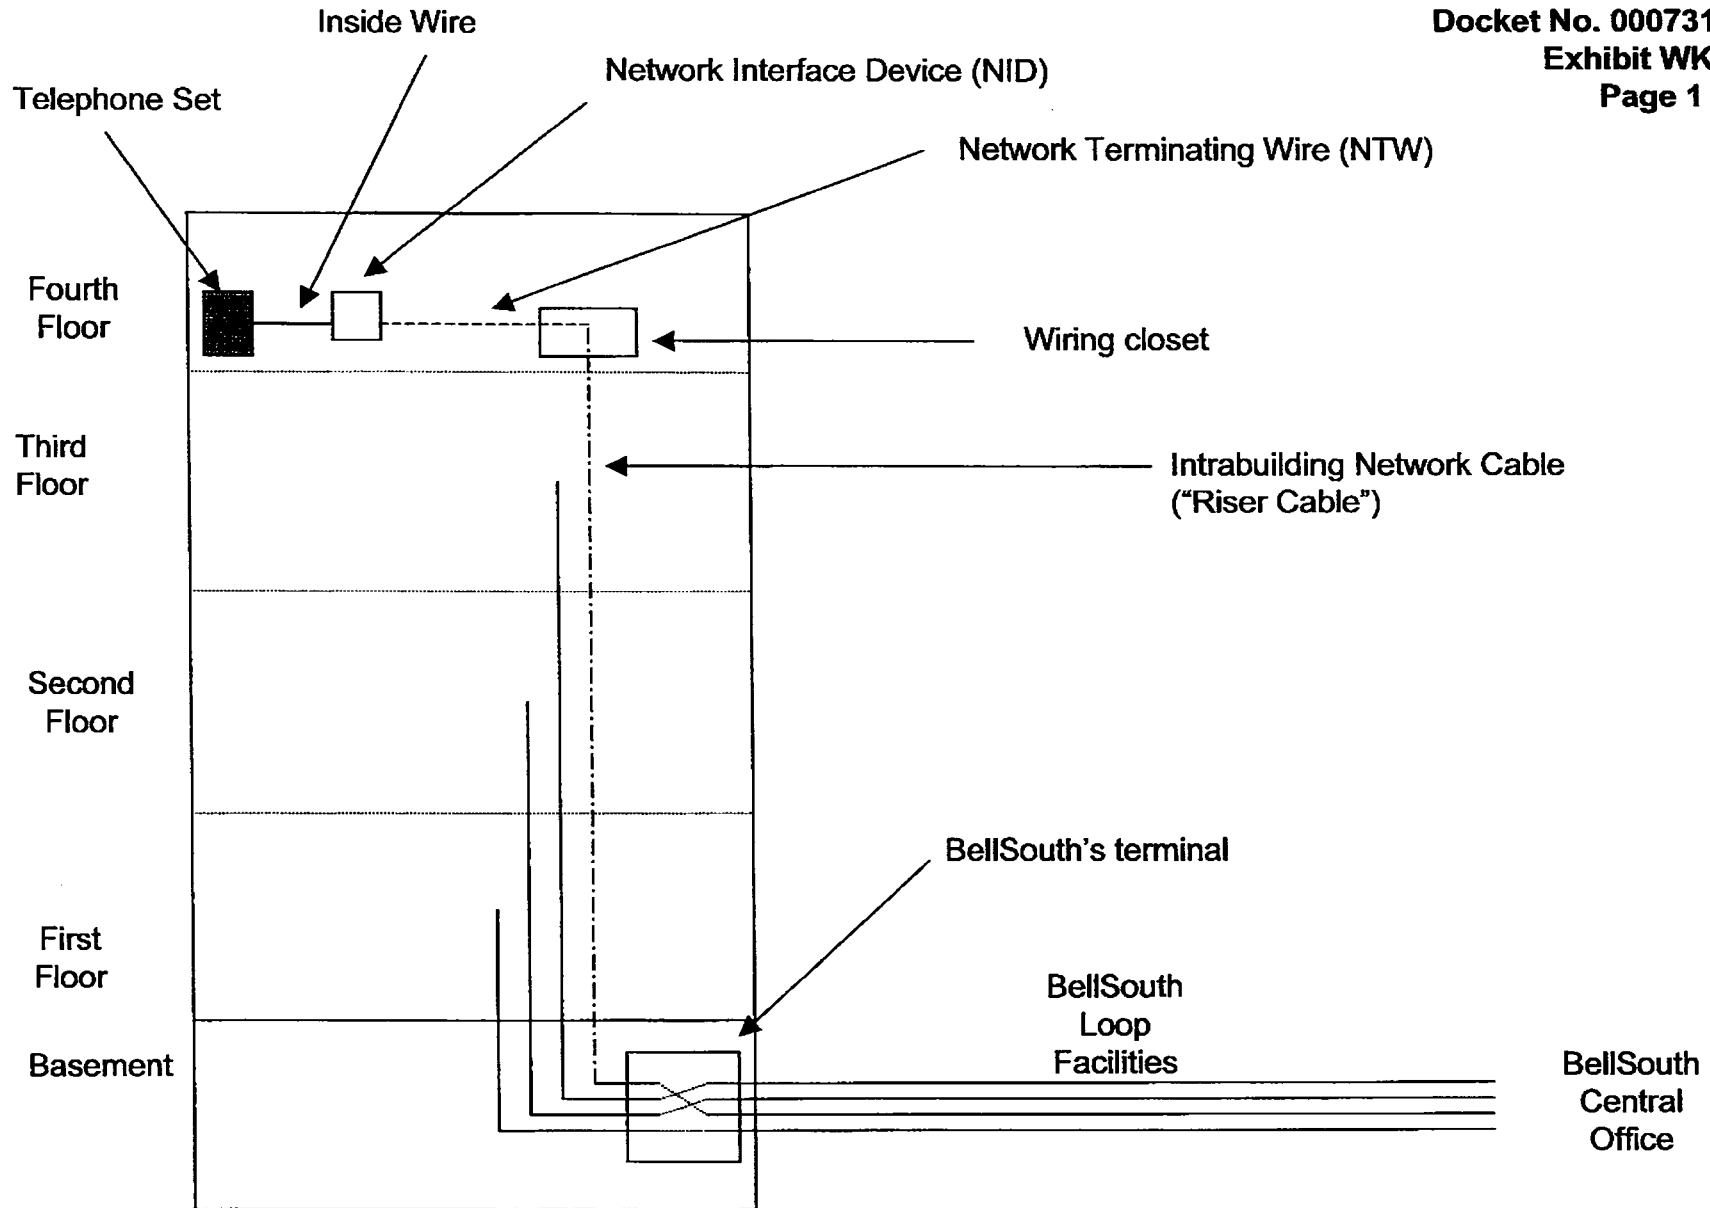 Docket No. 000731
Exhibit WK
Page 1
Inside Wire
Network Interface Device (NID)
Telephone Set
Network Terminating Wire (NTW)
Fourth
Floor
Wiring closet
Third
Floor
Intrabuilding Network Cable
("Riser Cable")
Second
Floor
BellSouth's terminal
First
Floor
BellSouth
Loop
Facilities
Basement
BellSouth
Central
Office